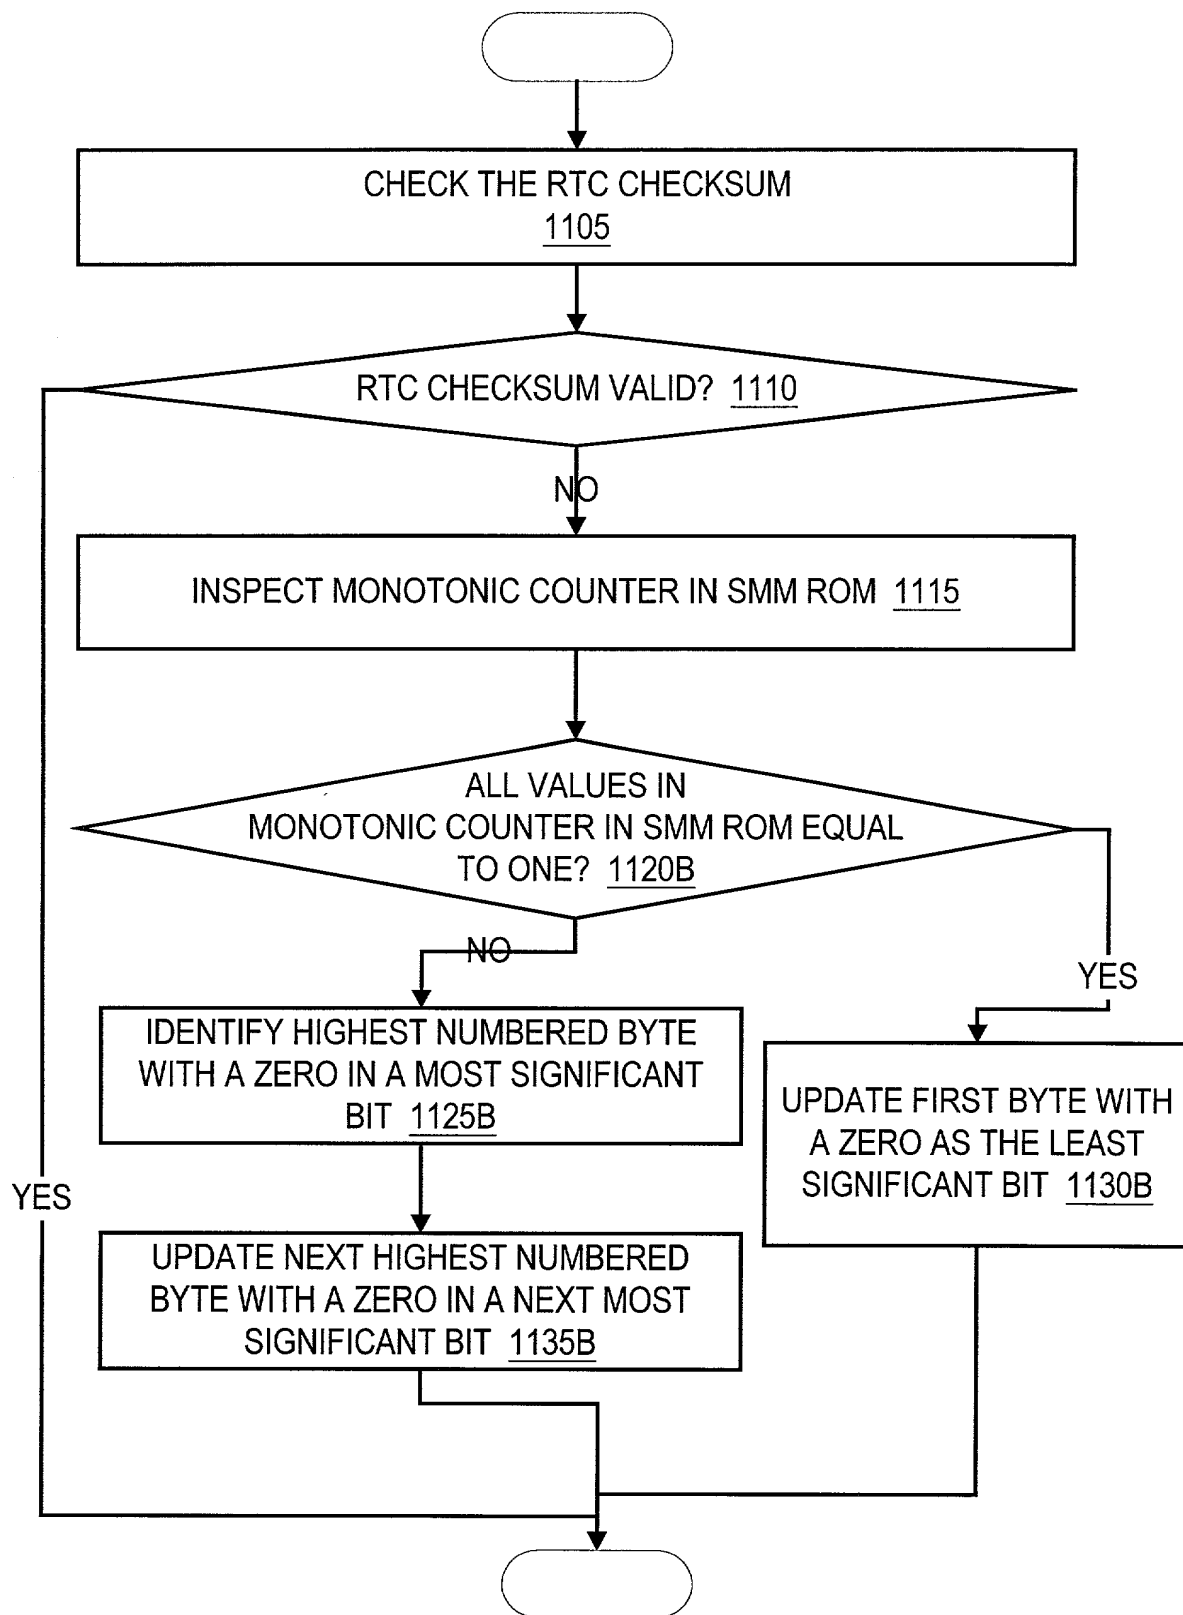 CHECK THE RTC CHECKSUM
1105
RTC CHECKSUM VALID? 1110
NO
INSPECT MONOTONIC COUNTER IN SMM ROM 1115
ALL VALUES IN
MONOTONIC COUNTER IN SMM ROM EQUAL
TO ONE? 1120B
NO
YES
IDENTIFY HIGHEST NUMBERED BYTE
WITH A ZERO IN A MOST SIGNIFICANT
BIT 1125B
UPDATE FIRST BYTE WITH
A ZERO AS THE LEAST
SIGNIFICANT BIT 1130B
YES
UPDATE NEXT HIGHEST NUMBERED
BYTE WITH A ZERO IN A NEXT MOST
SIGNIFICANT BIT 1135B